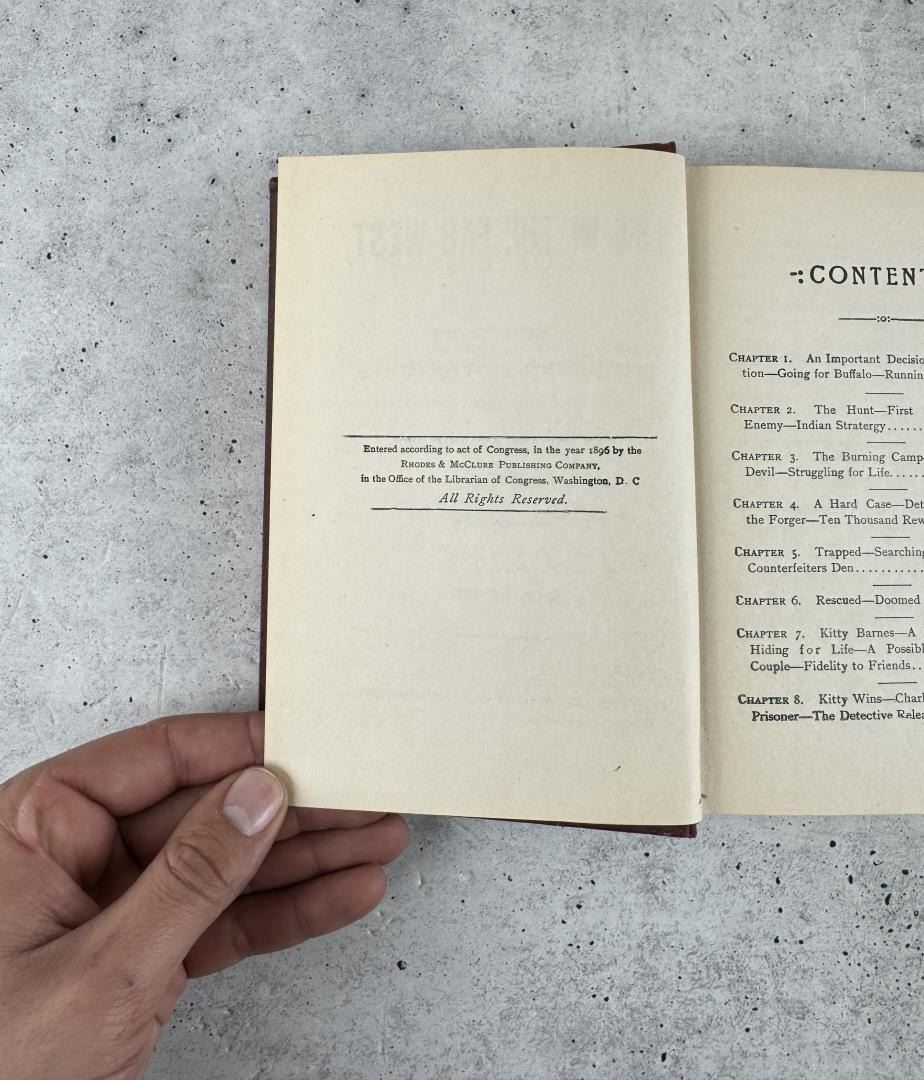 Entered according to act of Congress, in the year 1896 by the
RHODES & MCCLURE PUBLISHING COMPANY,
in the Office of the Librarian of Congress, Washington, D. C
All Rights Reserved.
-:CONTENT
CHAPTER 1. An Important Decisio
tion—Going for Buffalo—Runnin
CHAPTER 2. The Hunt—First
Enemy—Indian Stratergy......
CHAPTER 3. The Burning Camp
Devil—Struggling for Life.....
CHAPTER 4. A Hard Case—Det
the Forger—Ten Thousand Rew
CHAPTER 5. Trapped—Searching
Counterfeiters Den..........
CHAPTER 6. Rescued—Doomed
CHAPTER 7. Kitty Barnes—A
Hiding for Life—A Possibl
Couple—Fidelity to Friends..
CHAPTER 8. Kitty Wins—Charl
Prisoner—The Detective Relea